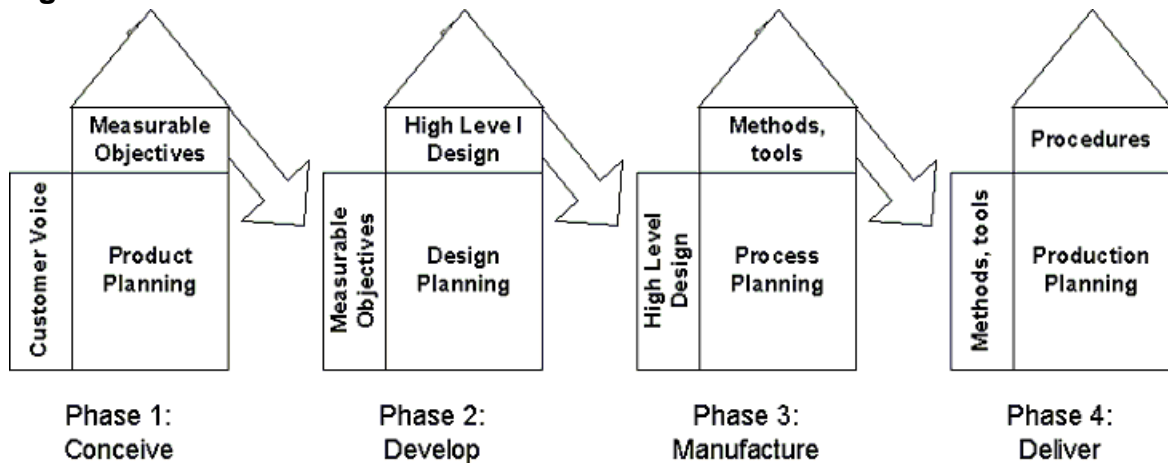 Measurable
Objectives
Customer Voice
Product
Planning
Phase 1:
Conceive
High Level
Design
Measurable
Objectives
Design
Planning
Phase 2:
Develop
Methods,
tools
High Level
Design
Process
Planning
Phase 3:
Manufacture
Procedures
Methods, tools
Production
Planning
Phase 4:
Deliver